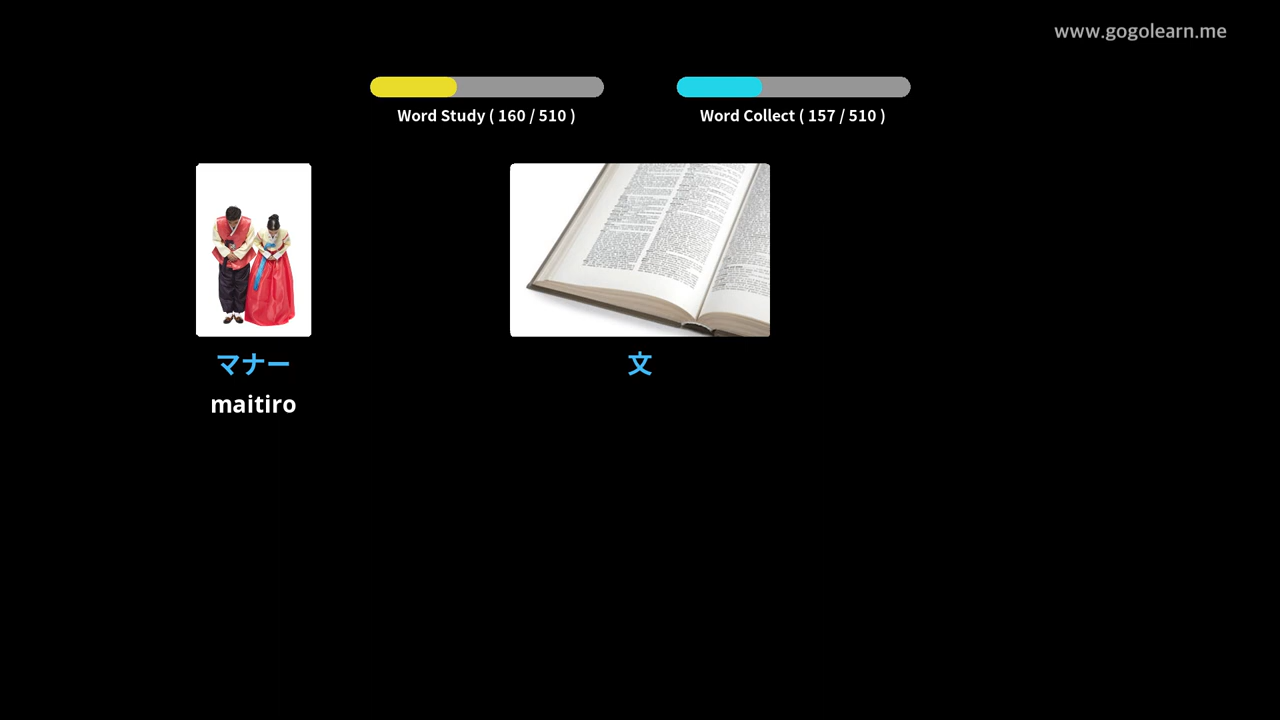 www.gogolearn.me
Word Study ( 160 / 510 )
Word Collect ( 157 / 510 )
マナー
文
maitiro